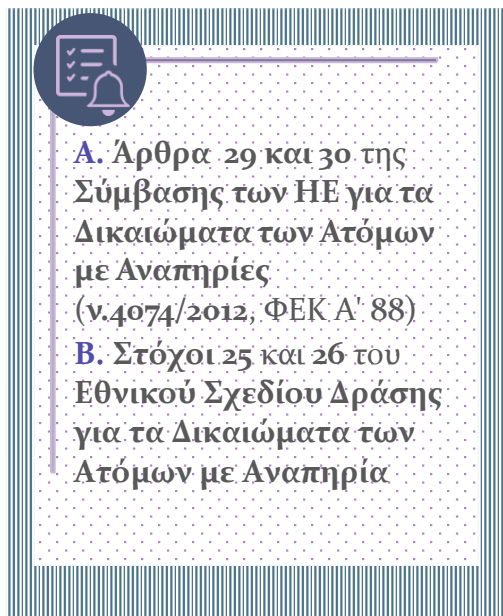 Α. Άρθρα 29 και 30 της
Σύμβασης των ΗΕ για τα
Δικαιώματα των Ατόμων
με Αναπηρίες
(ν.4074/2012, ΦΕΚ Α' 88)
Β. Στόχοι 25 και 26 του
Εθνικού Σχεδίου Δράσης
για τα Δικαιώματα των
Ατόμων με Αναπηρία